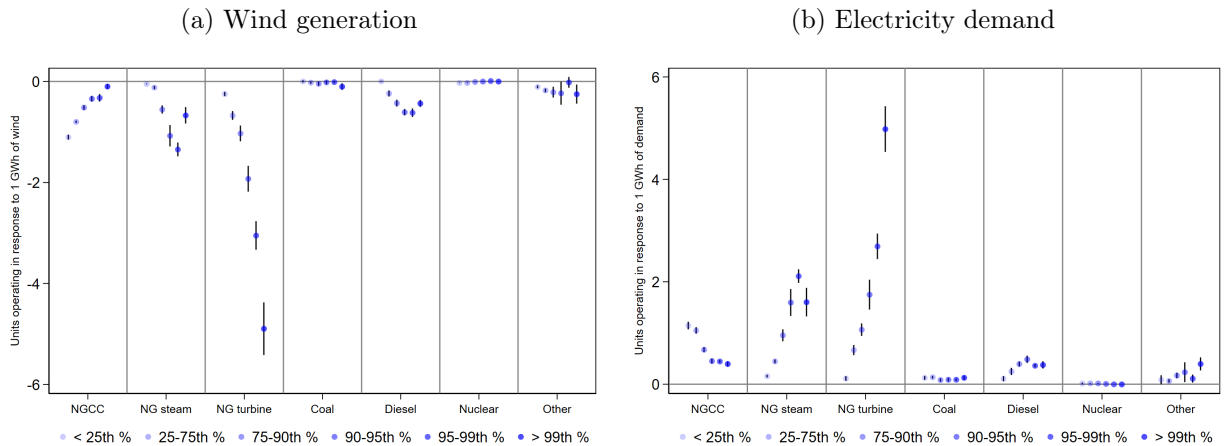 (a) Wind generation
Units operating in response to 1 GWh of wind
0
-2
-4
-6
NGCC NG steam NG turbine Coal Diesel Nuclear Other
< 25th % 25-75th % 75-90th % 90-95th % 95-99th % > 99th %
(b) Electricity demand
Units operating in response to 1 GWh of demand
6
4
2
0
NGCC NG steam NG turbine Coal Diesel Nuclear Other
< 25th % 25-75th % 75-90th % 90-95th % 95-99th % > 99th %